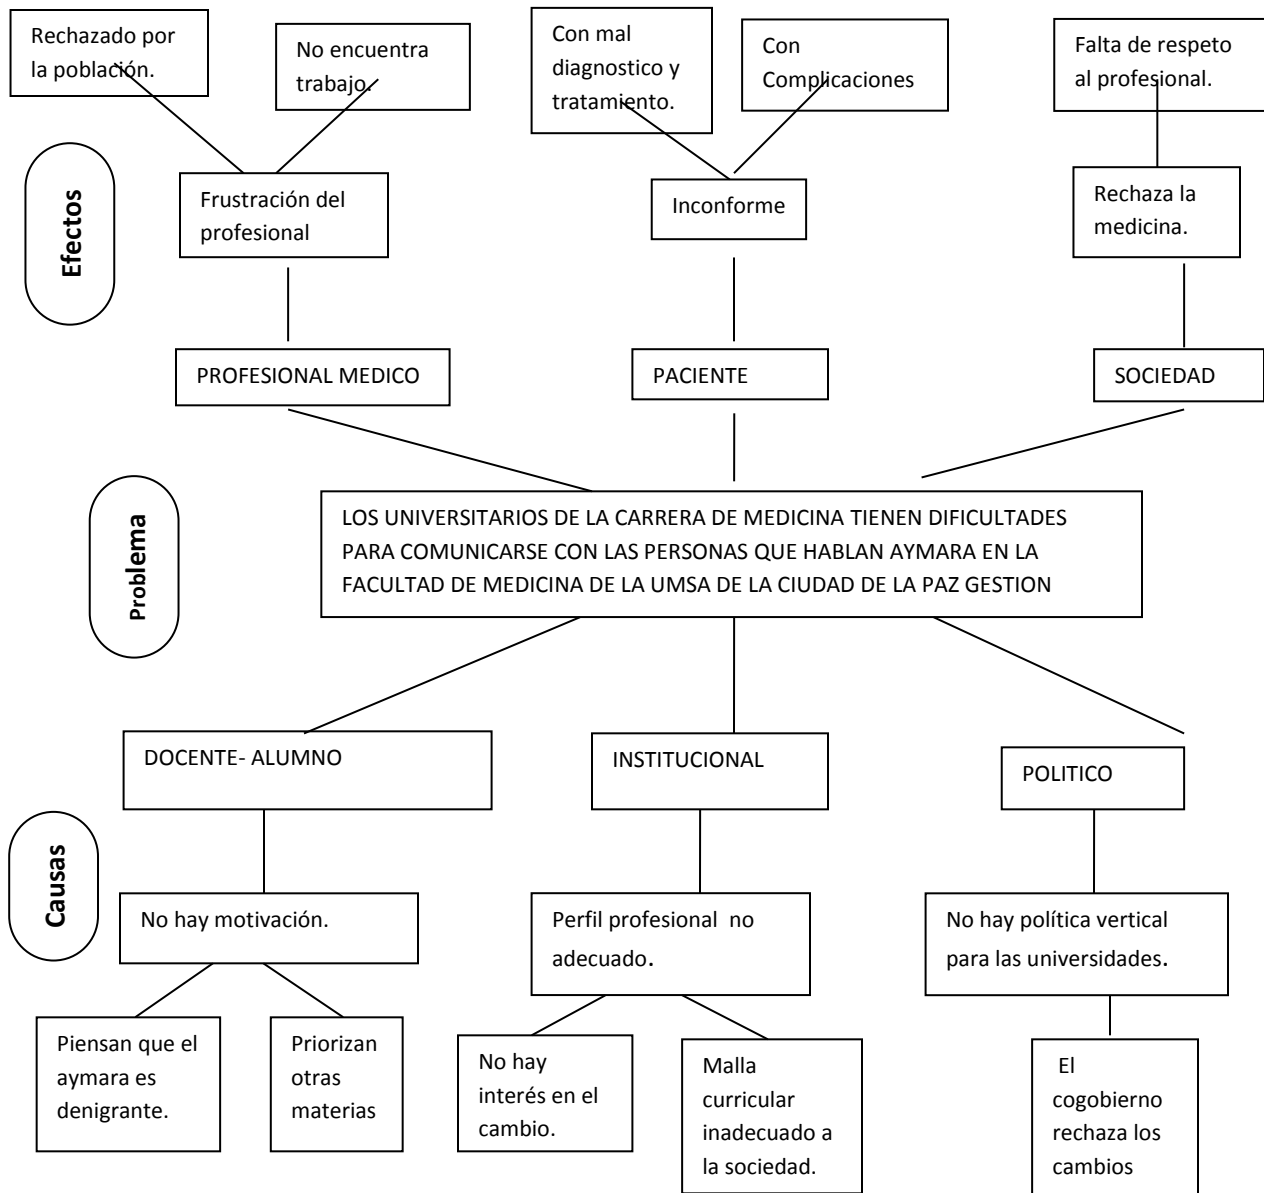 Rechazado por
la población.
No encuentra
trabajo.
Con mal
diagnostico y
tratamiento.
Con
Complicaciones
Falta de respeto
al profesional.
Efectos
Frustración del
profesional
Inconforme
Rechaza la
medicina.
PROFESIONAL MEDICO
PACIENTE
SOCIEDAD
Problema
LOS UNIVERSITARIOS DE LA CARRERA DE MEDICINA TIENEN DIFICULTADES
PARA COMUNICARSE CON LAS PERSONAS QUE HABLAN AYMARA EN LA
FACULTAD DE MEDICINA DE LA UMSA DE LA CIUDAD DE LA PAZ GESTION
DOCENTE- ALUMNO
INSTITUCIONAL
POLITICO
Causas
No hay motivación.
Perfil profesional no
adecuado.
No hay política vertical
para las universidades.
Piensan que el
aymara es
denigrante.
Priorizan
otras
materias
No hay
interés en el
cambio.
Malla
curricular
inadecuado a
la sociedad.
El
cogobierno
rechaza los
cambios